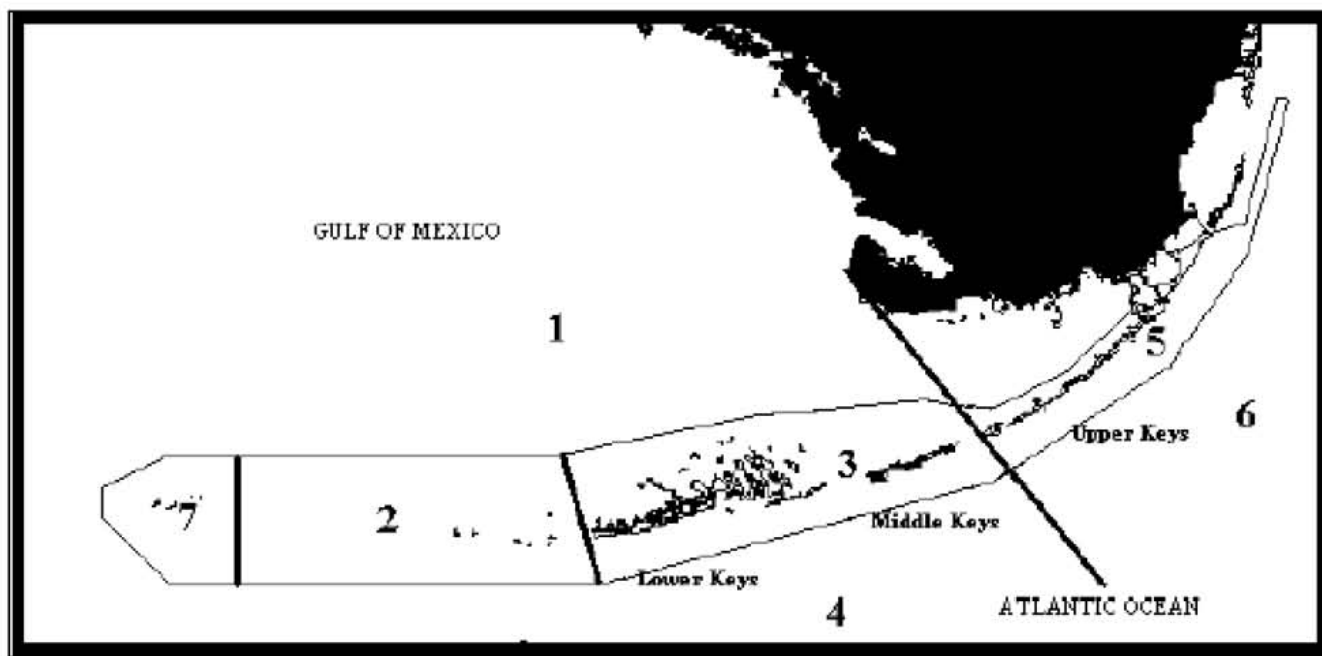 GULF OF MEXICO
1
5
6
Upper Keys
3
7
2
Middle Keys
Lower Keys
4
ATLANTIC OCEAN